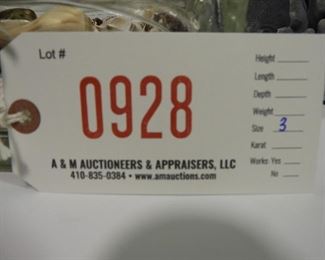 Lot #
0928
Height
Length
Depth
Weight
Size 3
Karat
Works: Yes
No
A & M AUCTIONEERS & APPRAISERS, LLC
410-835-0384 • www.amauctions.com